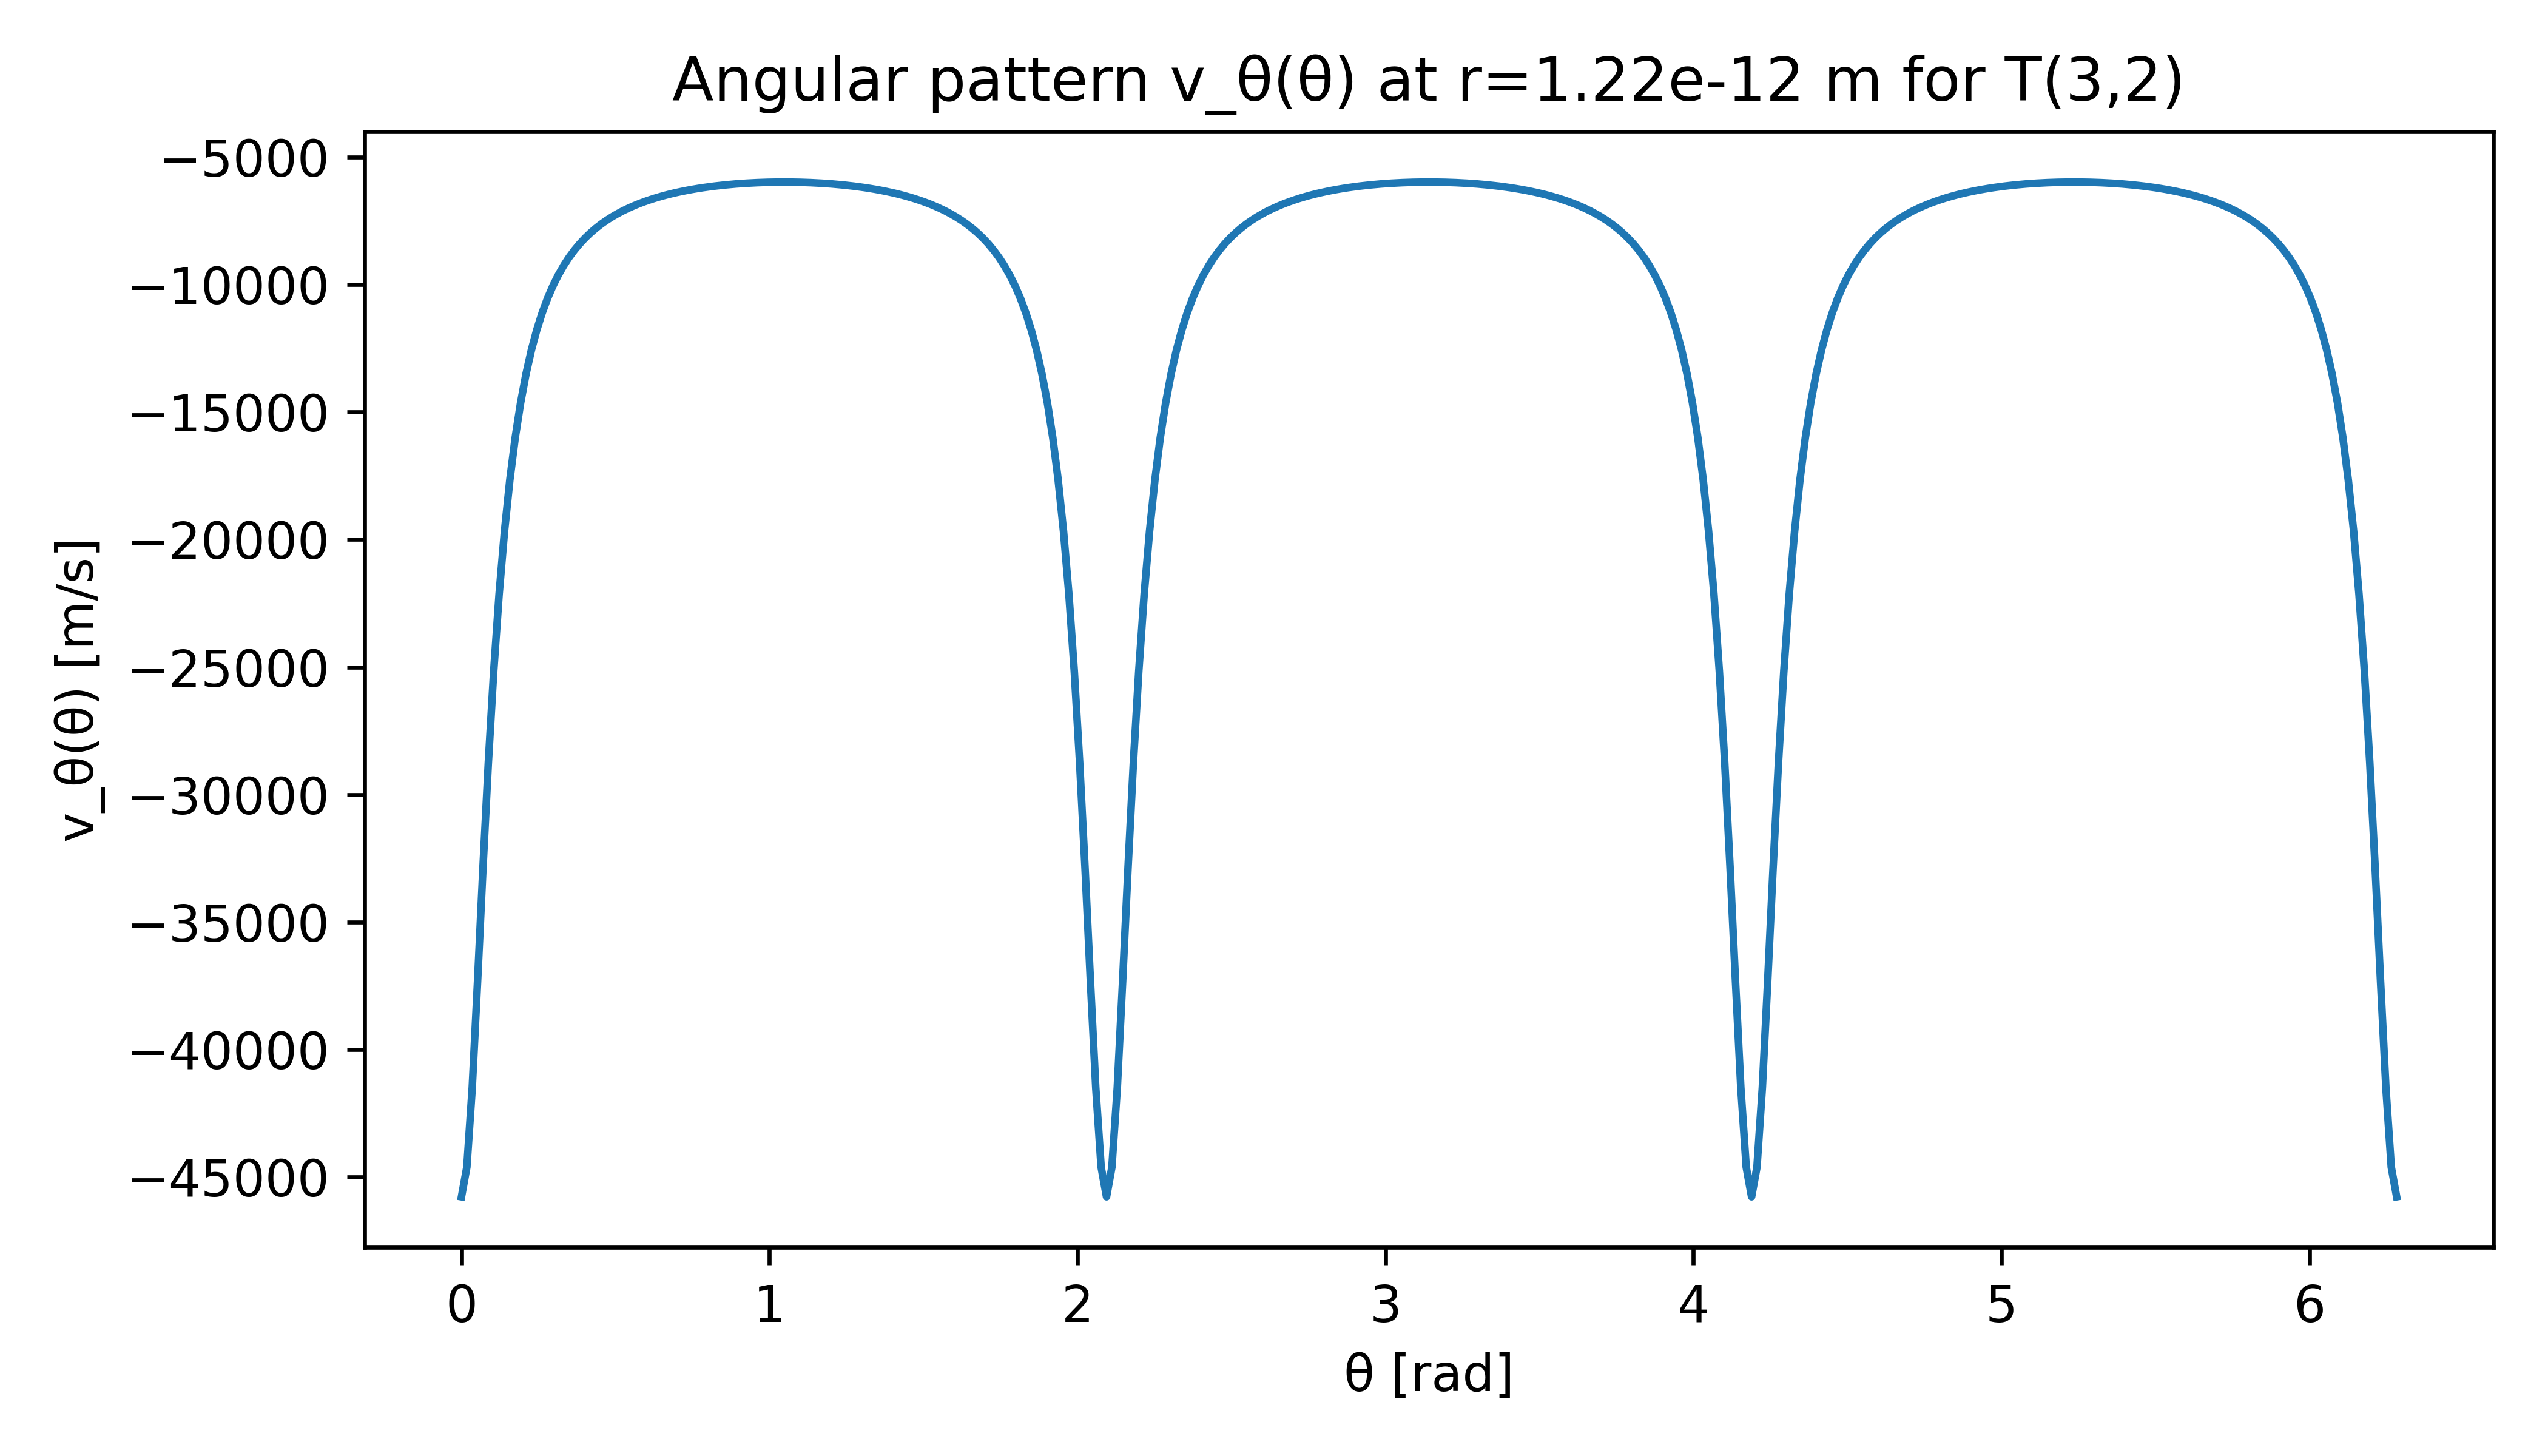 Angular pattern v_θ(θ) at r=1.22e-12 m for T(3,2)
v_θ(θ) [m/s]
−5000
−10000
−15000
−20000
−25000
−30000
−35000
−40000
−45000
0 1 2 3 4 5 6
θ [rad]